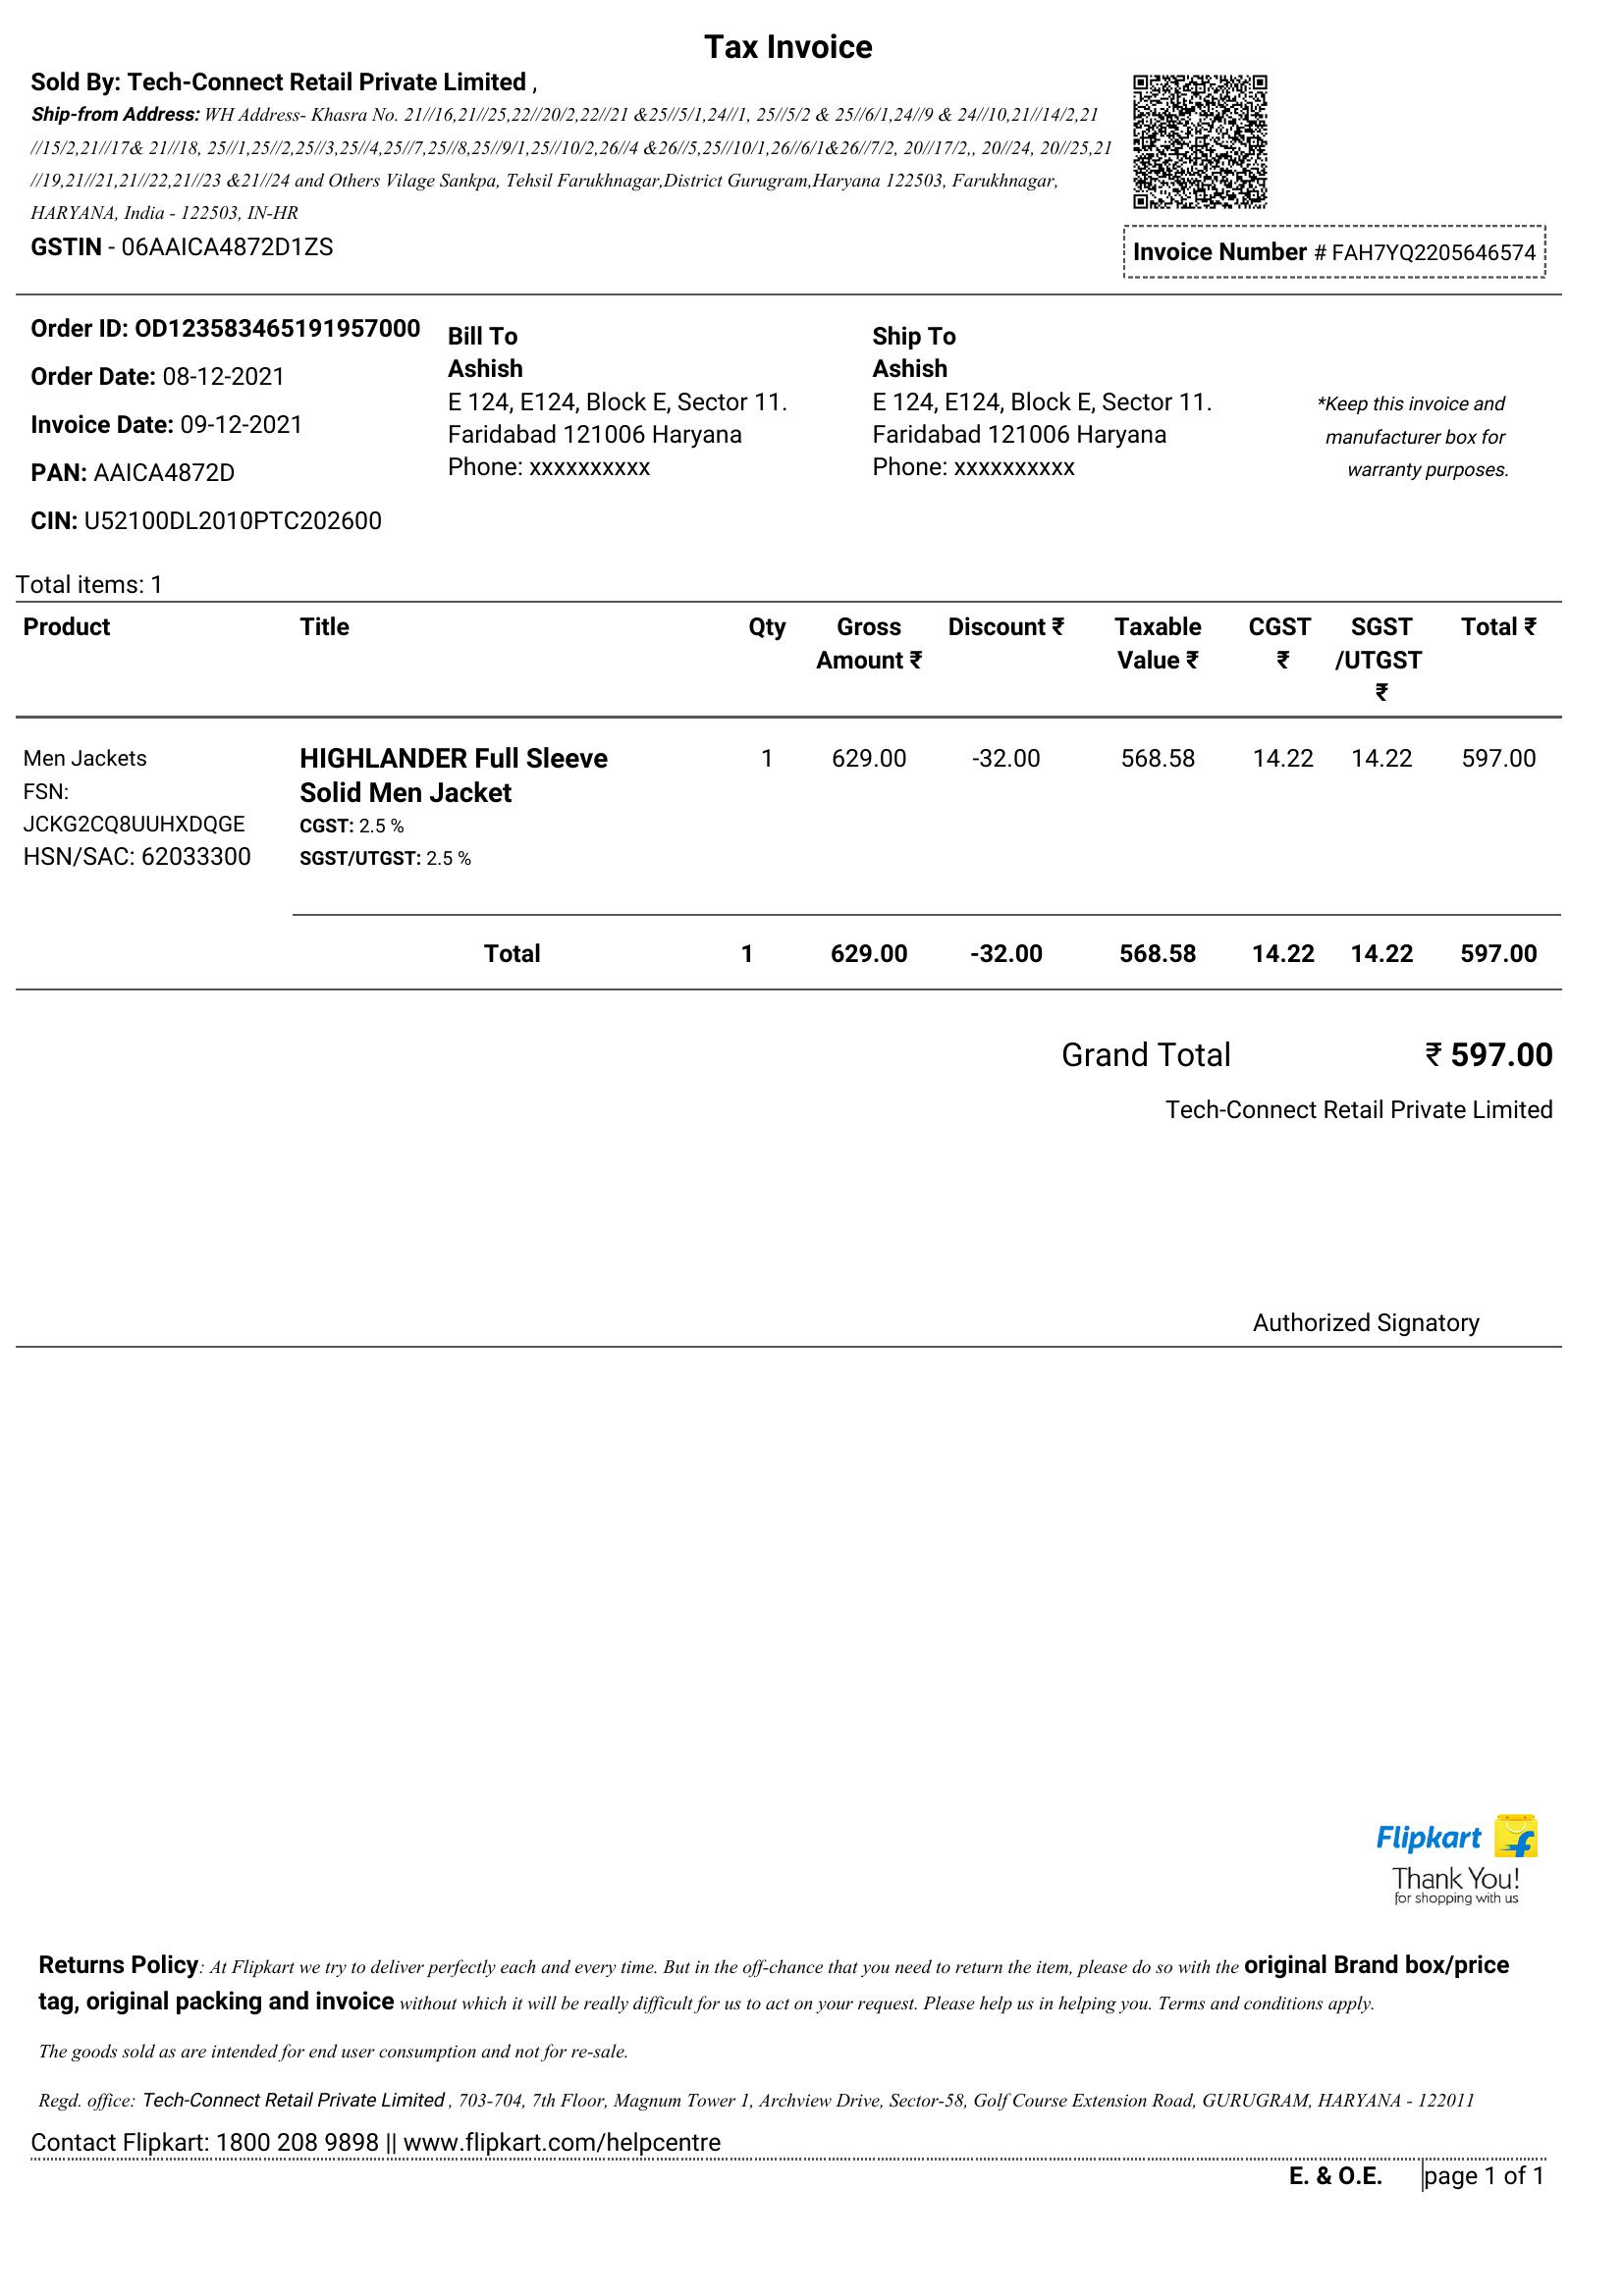 Tax Invoice
Sold By: Tech-Connect Retail Private Limited ,
Ship-from Address: WH Address- Khasra No. 21//16,21//25,22//20/2,22//21 &25//5/1,24//1, 25//5/2 & 25//6/1,24//9 & 24//10,21//14/2,21
//15/2,21//17& 21//18, 25//1,25//2,25//3,25//4,25//7,25//8,25//9/1,25//10/2,26//4 &26//5,25//10/1,26//6/1&26//7/2, 20//17/2,, 20//24, 20//25,21
//19,21//21,21//22,21//23 &21//24 and Others Vilage Sankpa, Tehsil Farukhnagar,District Gurugram,Haryana 122503, Farukhnagar,
HARYANA, India - 122503, IN-HR
GSTIN - 06AAICA4872D1ZS
Invoice Number # FAH7YQ2205646574
Order ID: OD123583465191957000
Order Date: 08-12-2021
Invoice Date: 09-12-2021
PAN: AAICA4872D
CIN: U52100DL2010PTC202600
Bill To
Ashish
E 124, E124, Block E, Sector 11.
Faridabad 121006 Haryana
Phone: xxxxxxxxxx
Ship To
Ashish
E 124, E124, Block E, Sector 11.
Faridabad 121006 Haryana
Phone: xxxxxxxxxx
*Keep this invoice and
manufacturer box for
warranty purposes.
Total items: 1
Product Title Qty Gross Amount ₹ Discount ₹ Taxable Value ₹ CGST ₹ SGST /UTGST ₹ Total ₹
Men Jackets HIGHLANDER Full Sleeve 1 629.00 -32.00 568.58 14.22 14.22 597.00
FSN: Solid Men Jacket
JCKG2CQ8UUHXDQGE CGST: 2.5 %
HSN/SAC: 62033300 SGST/UTGST: 2.5 %
Total 1 629.00 -32.00 568.58 14.22 14.22 597.00
Grand Total ₹ 597.00
Tech-Connect Retail Private Limited
Authorized Signatory
Flipkart
Thank You!
for shopping with us
Returns Policy: At Flipkart we try to deliver perfectly each and every time. But in the off-chance that you need to return the item, please do so with the original Brand box/price
tag, original packing and invoice without which it will be really difficult for us to act on your request. Please help us in helping you. Terms and conditions apply.
The goods sold as are intended for end user consumption and not for re-sale.
Regd. office: Tech-Connect Retail Private Limited , 703-704, 7th Floor, Magnum Tower 1, Archview Drive, Sector-58, Golf Course Extension Road, GURUGRAM, HARYANA - 122011
Contact Flipkart: 1800 208 9898 || www.flipkart.com/helpcentre
E. & O.E. page 1 of 1